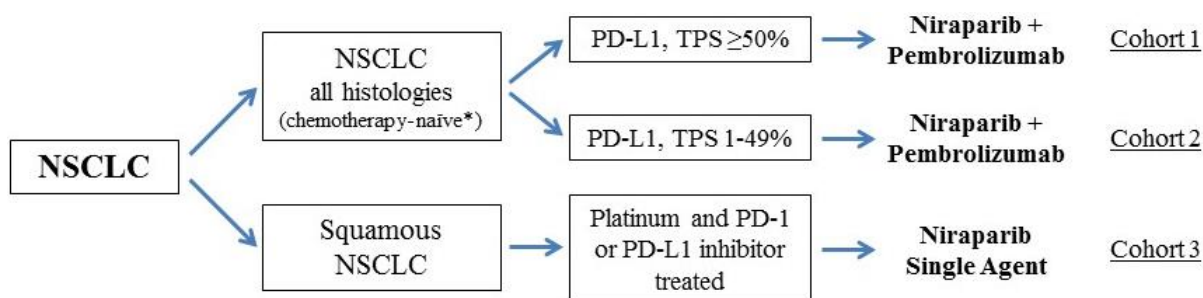 NSCLC
NSCLC
all histologies
(chemotherapy-naïve*)
PD-L1, TPS ≥50%
Niraparib +
Pembrolizumab
Cohort 1
PD-L1, TPS 1-49%
Niraparib +
Pembrolizumab
Cohort 2
Squamous
NSCLC
Platinum and PD-1
or PD-L1 inhibitor
treated
Niraparib
Single Agent
Cohort 3